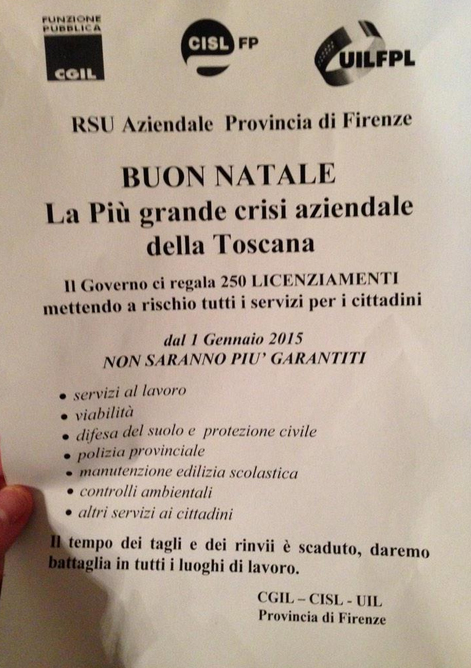 FUNZIONE
PUBBLICA
CGIL
CISL FP
UILFPL
RSU Aziendale Provincia di Firenze
BUON NATALE
La Più grande crisi aziendale
della Toscana
Il Governo ci regala 250 LICENZIAMENTI
mettendo a rischio tutti i servizi per i cittadini
dal 1 Gennaio 2015
NON SARANNO PIU' GARANTITI
• servizi al lavoro
• viabilità
• difesa del suolo e protezione civile
• polizia provinciale
• manutenzione edilizia scolastica
• controlli ambientali
• altri servizi ai cittadini
Il tempo dei tagli e dei rinvii è scaduto, daremo
battaglia in tutti i luoghi di lavoro.
CGIL – CISL - UIL
Provincia di Firenze